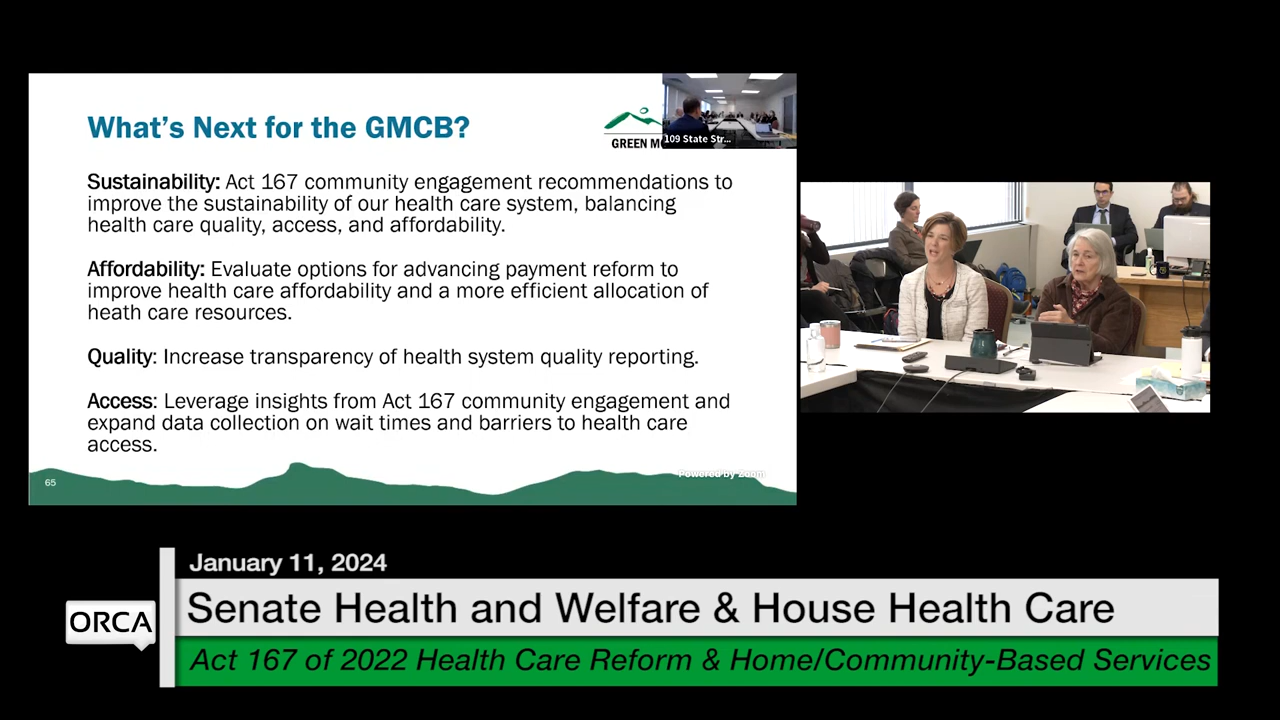 What's Next for the GMCB?
GREEN MO
109 State Str...
Sustainability: Act 167 community engagement recommendations to
improve the sustainability of our health care system, balancing
health care quality, access, and affordability.
Affordability: Evaluate options for advancing payment reform to
improve health care affordability and a more efficient allocation of
heath care resources.
Quality: Increase transparency of health system quality reporting.
Access: Leverage insights from Act 167 community engagement and
expand data collection on wait times and barriers to health care
access.
Powered by Zoom
65
January 11, 2024
ORCA
Senate Health and Welfare & House Health Care
Act 167 of 2022 Health Care Reform & Home/Community-Based Services